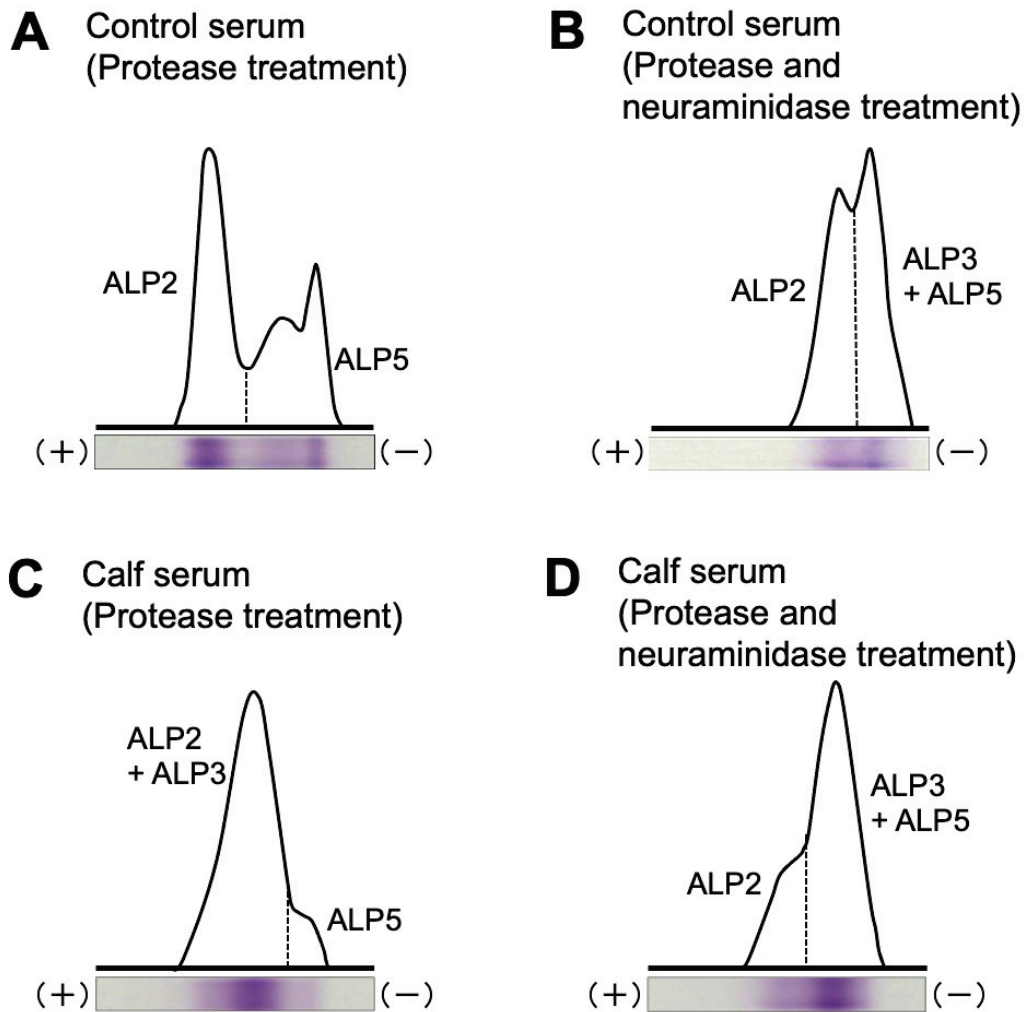 A
Control serum
(Protease treatment)
ALP2
ALP5
(+)
(−)
B
Control serum
(Protease and
neuraminidase treatment)
ALP2
ALP3
+ ALP5
(+)
(−)
C
Calf serum
(Protease treatment)
ALP2
+ ALP3
ALP5
(+)
(−)
D
Calf serum
(Protease and
neuraminidase treatment)
ALP2
ALP3
+ ALP5
(+)
(−)